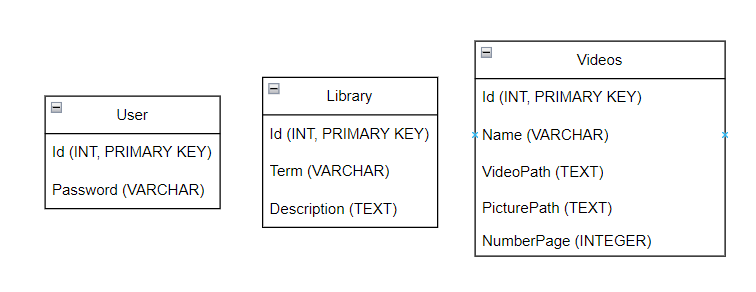 User
Id (INT, PRIMARY KEY)
Password (VARCHAR)
Library
Id (INT, PRIMARY KEY)
Term (VARCHAR)
Description (TEXT)
Videos
Id (INT, PRIMARY KEY)
Name (VARCHAR)
VideoPath (TEXT)
PicturePath (TEXT)
NumberPage (INTEGER)